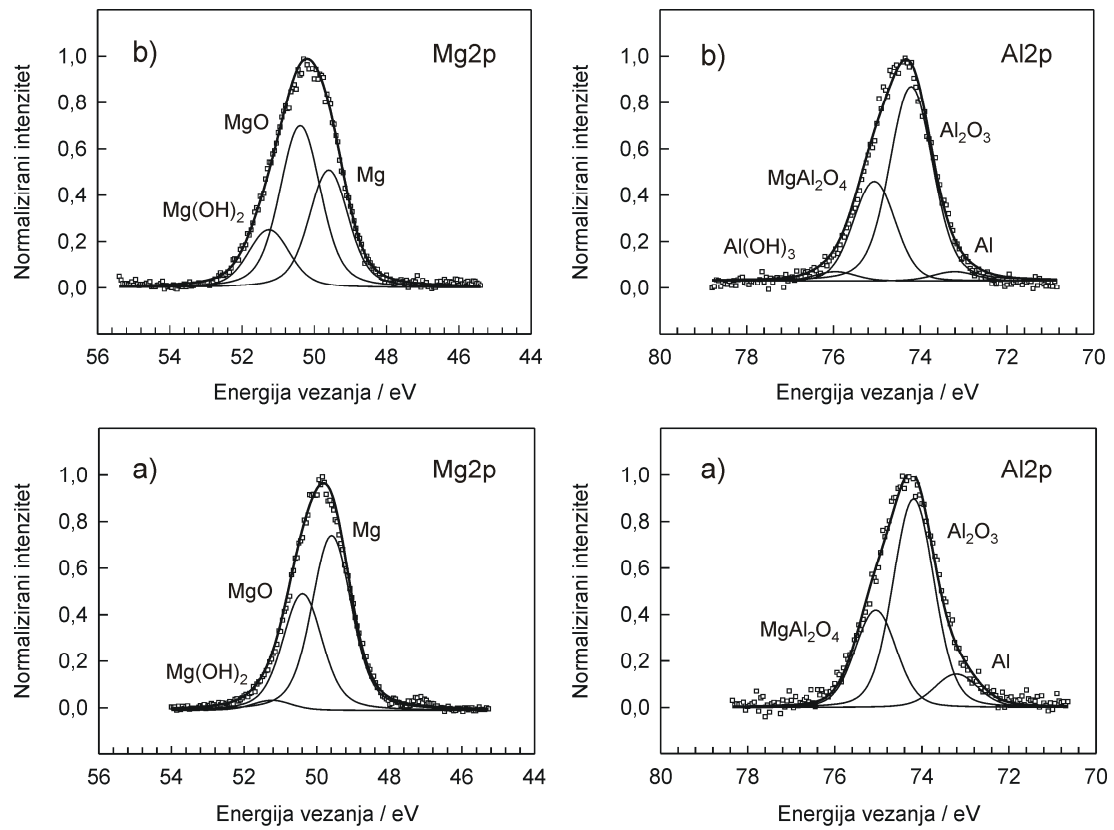 b)
Mg2p
Normalizirani intenzitet
1,0
0,8
0,6
0,4
0,2
0,0
MgO
Mg
Mg(OH)2
56 54 52 50 48 46 44
Energija vezanja / eV
b)
Al2p
Normalizirani intenzitet
1,0
0,8
0,6
0,4
0,2
0,0
Al2O3
MgAl2O4
Al(OH)3
Al
80 78 76 74 72 70
Energija vezanja / eV
a)
Mg2p
Normalizirani intenzitet
1,0
0,8
0,6
0,4
0,2
0,0
Mg
MgO
Mg(OH)2
56 54 52 50 48 46 44
Energija vezanja / eV
a)
Al2p
Normalizirani intenzitet
1,0
0,8
0,6
0,4
0,2
0,0
Al2O3
MgAl2O4
Al
80 78 76 74 72 70
Energija vezanja / eV